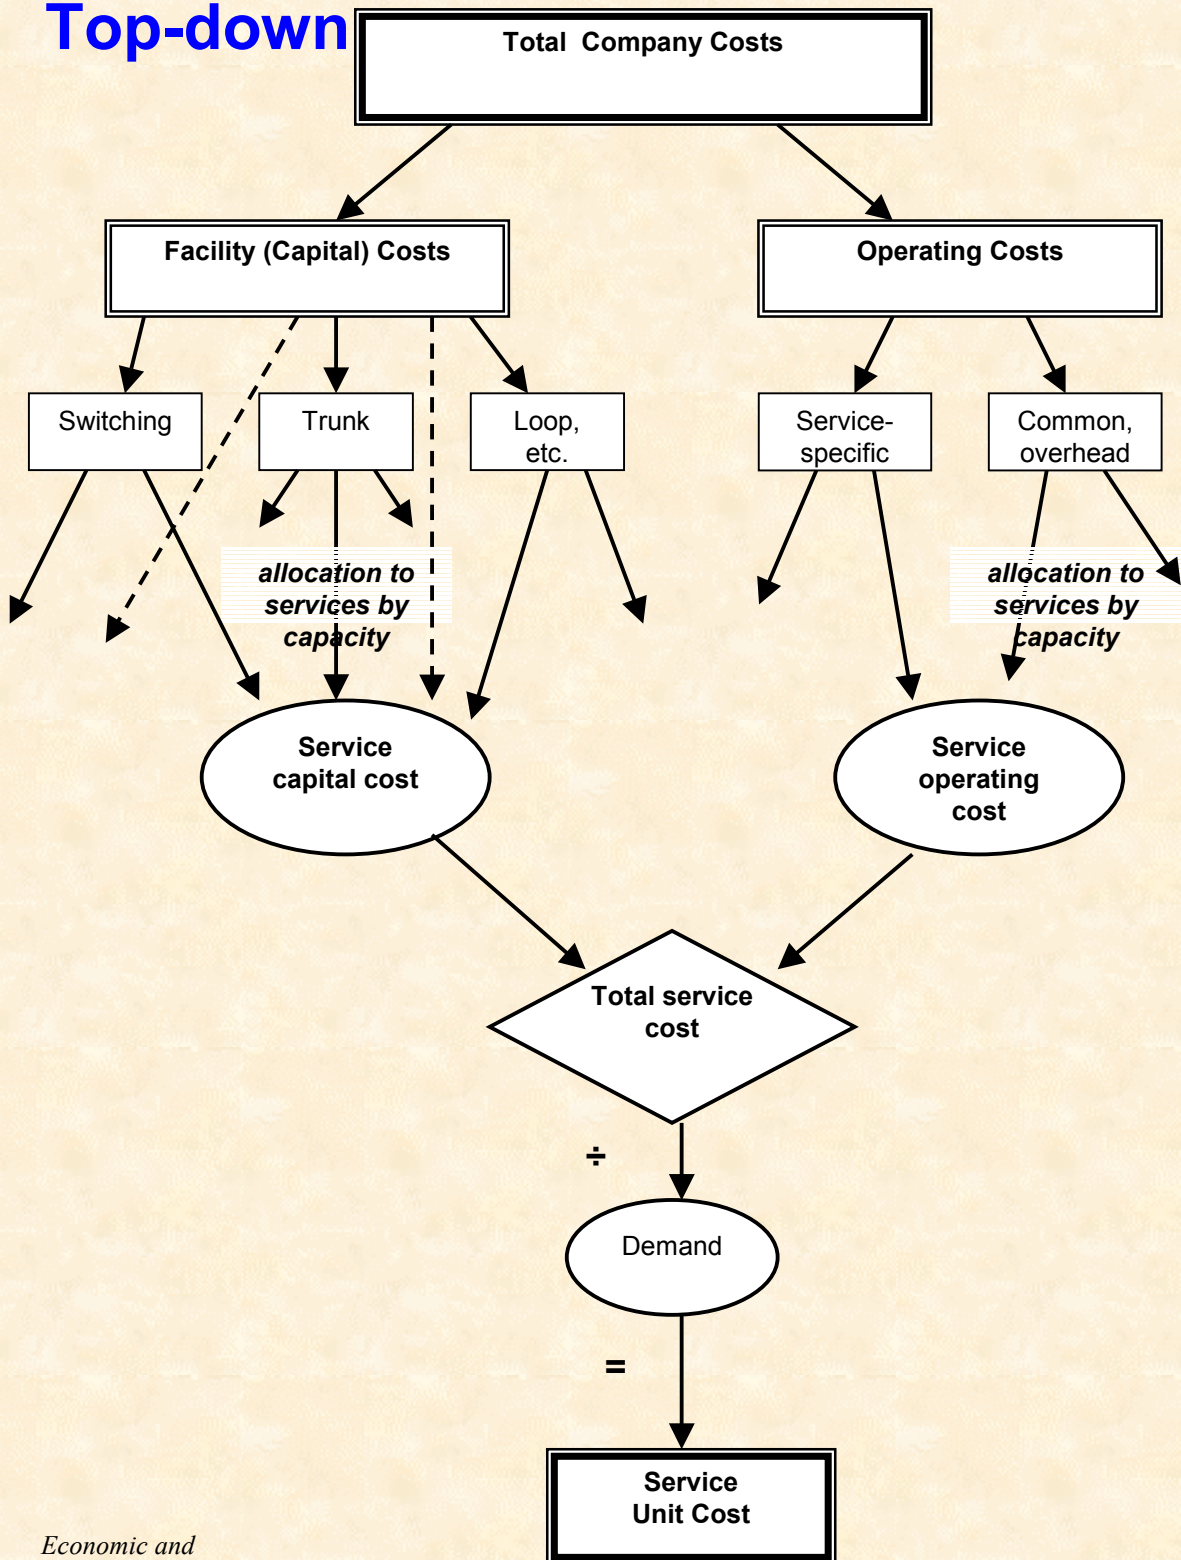 Top-down
Total Company Costs
Facility (Capital) Costs
Operating Costs
Switching
Trunk
Loop,
etc.
Service-
specific
Common,
overhead
allocation to
services by
capacity
allocation to
services by
capacity
Service
capital cost
Service
operating
cost
Total service
cost
÷
Demand
=
Service
Unit Cost
Economic and